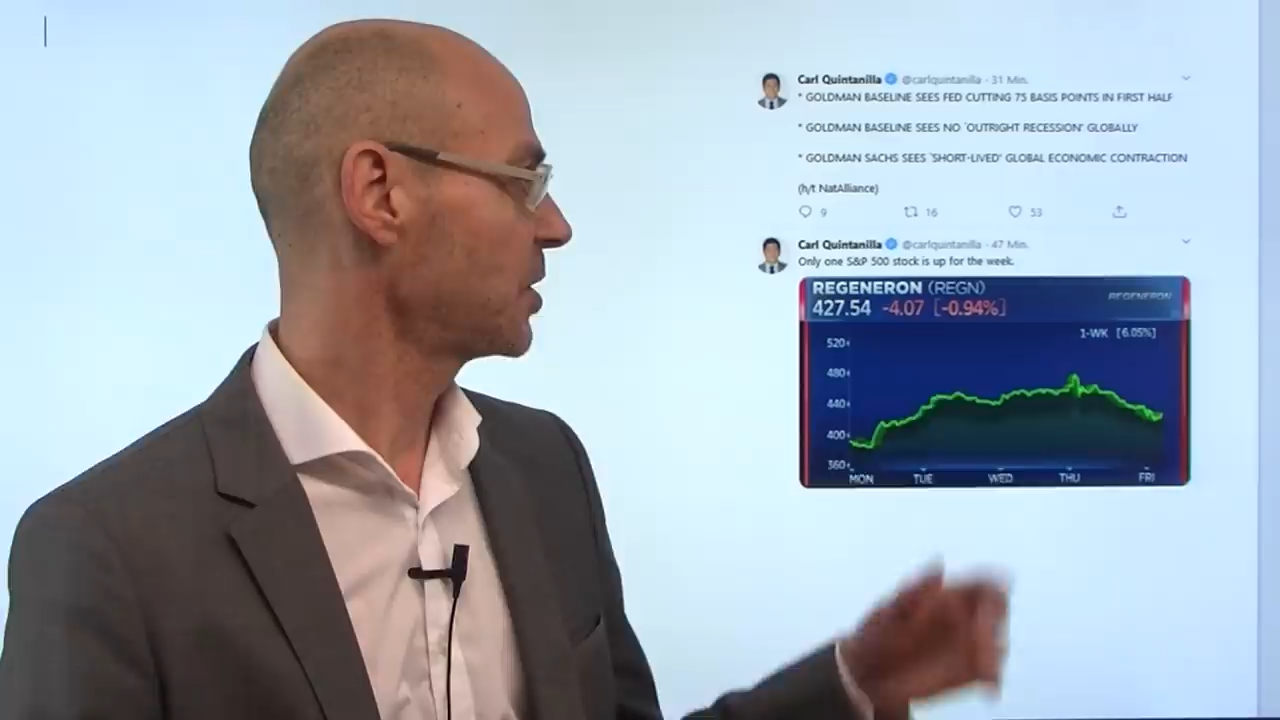 Carl Quintanilla @carlquintanilla · 31 Min.
* GOLDMAN BASELINE SEES FED CUTTING 75 BASIS POINTS IN FIRST HALF
* GOLDMAN BASELINE SEES NO 'OUTRIGHT RECESSION' GLOBALLY
* GOLDMAN SACHS SEES 'SHORT-LIVED' GLOBAL ECONOMIC CONTRACTION
(h/t NatAlliance)
9 16 53
Carl Quintanilla @carlquintanilla · 47 Min.
Only one S&P 500 stock is up for the week.
REGENERON (REGN)
REGENERON
427.54 -4.07 [-0.94%]
1-WK [6.05%]
520
480
440
400
360
MON TUE WED THU FRI